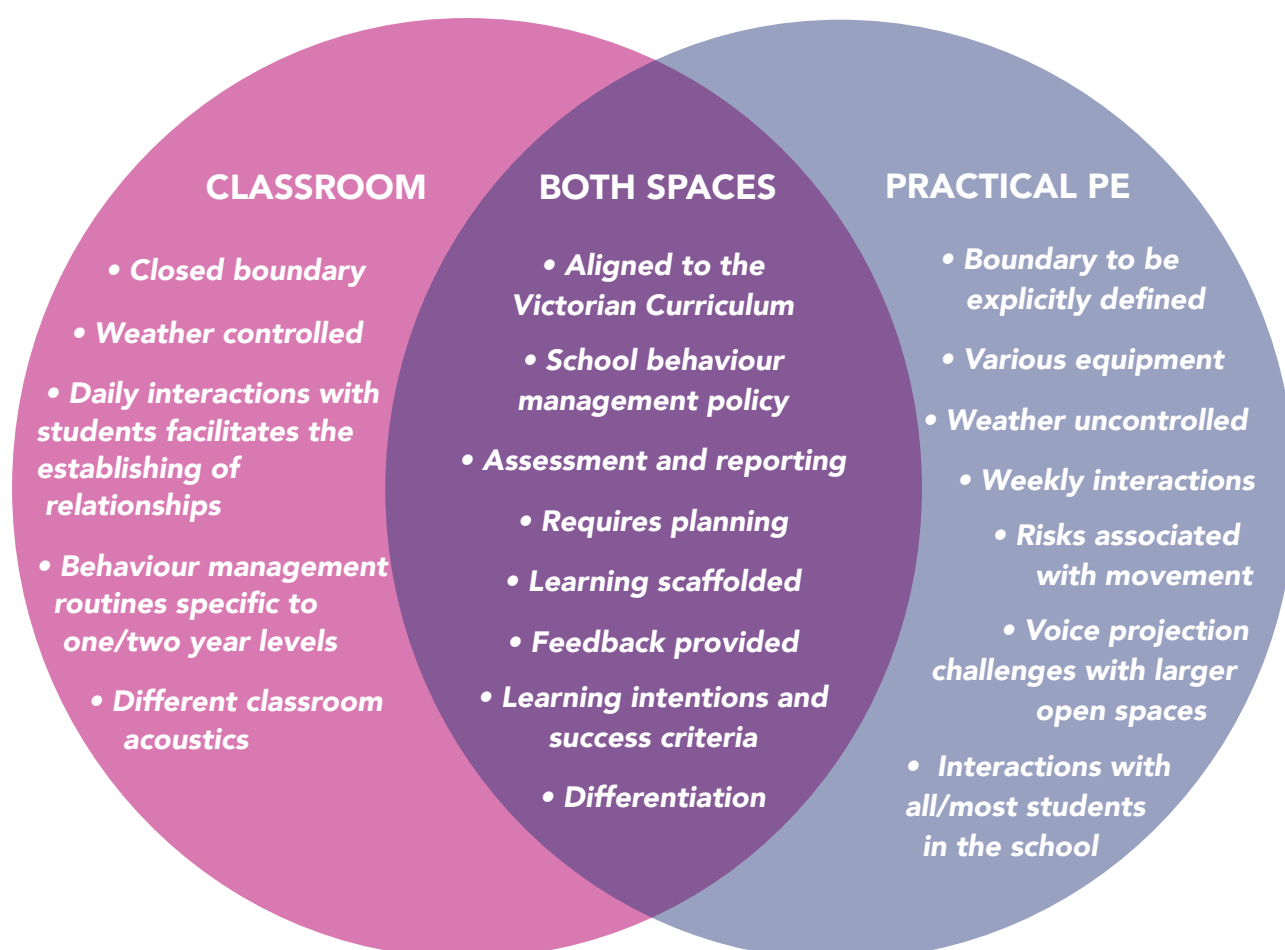 CLASSROOM
• Closed boundary
• Weather controlled
• Daily interactions with
students facilitates the
establishing of
relationships
• Behaviour management
routines specific to
one/two year levels
• Different classroom
acoustics
BOTH SPACES
• Aligned to the
Victorian Curriculum
• School behaviour
management policy
• Assessment and reporting
• Requires planning
• Learning scaffolded
• Feedback provided
• Learning intentions and
success criteria
• Differentiation
PRACTICAL PE
• Boundary to be
explicitly defined
• Various equipment
• Weather uncontrolled
• Weekly interactions
• Risks associated
with movement
• Voice projection
challenges with larger
open spaces
• Interactions with
all/most students
in the school